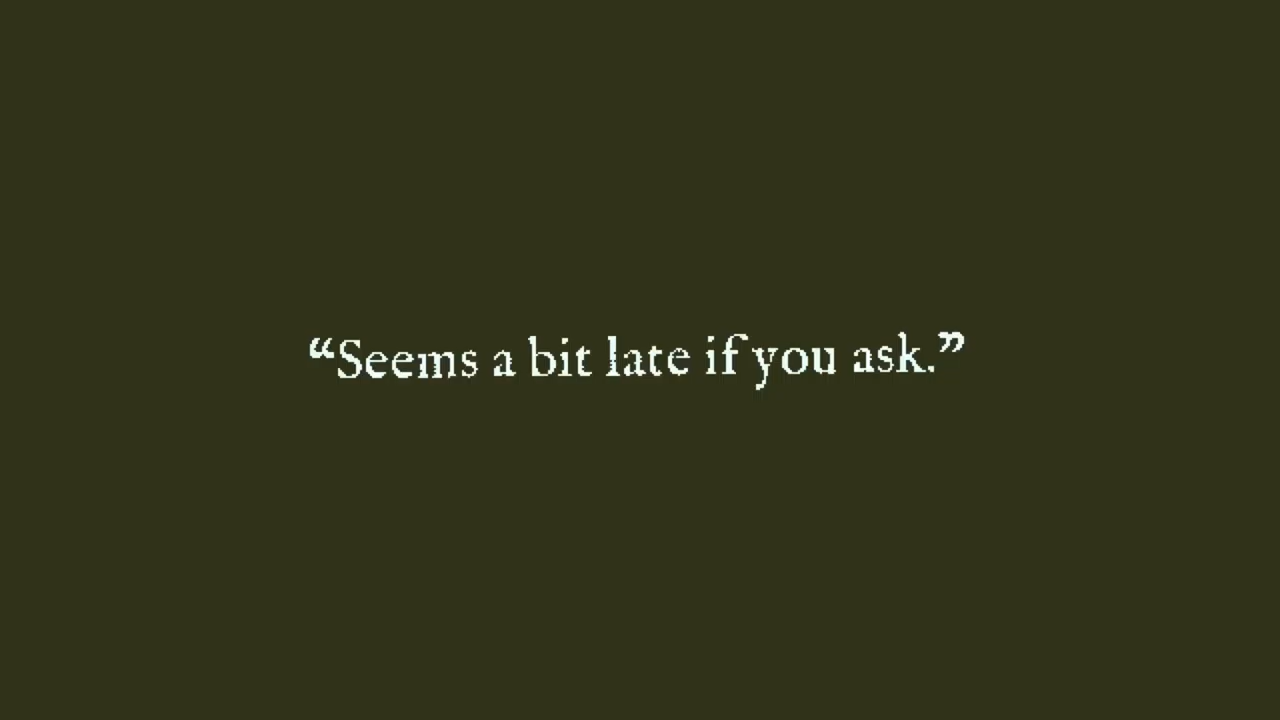 “Seems a bit late if you ask.”